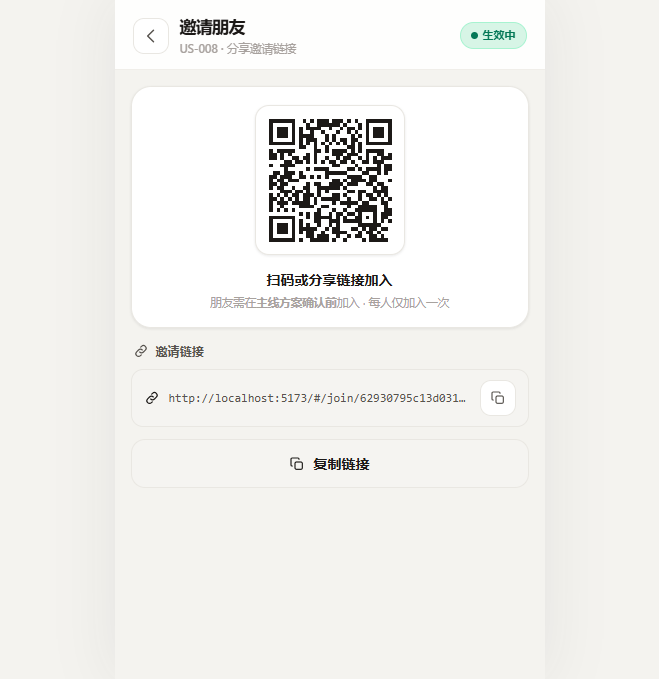 邀请朋友
US-008 · 分享邀请链接
生效中
扫码或分享链接加入
朋友需在主线方案确认前加入 · 每人仅加入一次
邀请链接
http://localhost:5173/#/join/62930795c13d031…
复制链接